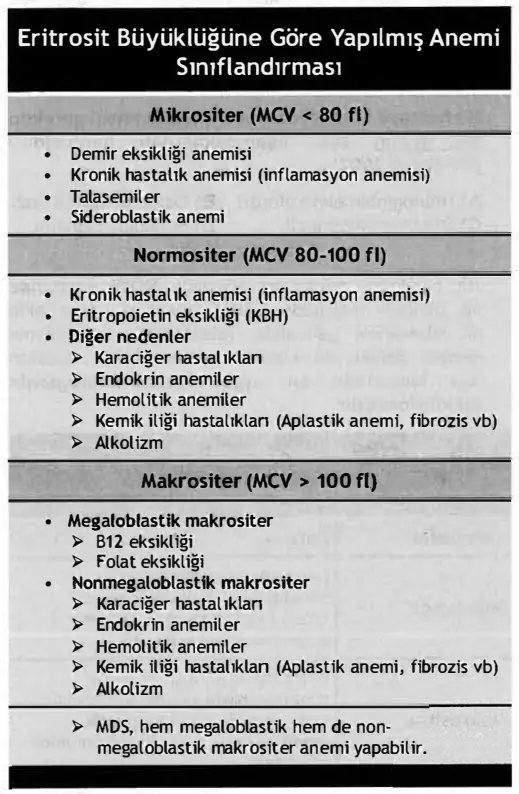 Eritrosit Büyüklüğüne Göre Yapılmış Anemi
Sınıflandırması
Mikrositer (MCV < 80 fl)
• Demir eksikliği anemisi
• Kronik hastalık anemisi (inflamasyon anemisi)
• Talasemiler
• Sideroblastik anemi
Normositer (MCV 80-100 fl)
• Kronik hastalık anemisi (inflamasyon anemisi)
• Eritropoietin eksikliği (KBH)
• Diğer nedenler
➢ Karaciğer hastalıkları
➢ Endokrin anemiler
➢ Hemolitik anemiler
➢ Kemik iliği hastalıkları (Aplastik anemi, fibrozis vb)
➢ Alkolizm
Makrositer (MCV > 100 fl)
• Megaloblastik makrositer
➢ B12 eksikliği
➢ Folat eksikliği
• Nonmegaloblastik makrositer
➢ Karaciğer hastalıkları
➢ Endokrin anemiler
➢ Hemolitik anemiler
➢ Kemik iliği hastalıkları (Aplastik anemi, fibrozis vb)
➢ Alkolizm
➢ MDS, hem megaloblastik hem de non-
megaloblastik makrositer anemi yapabilir.